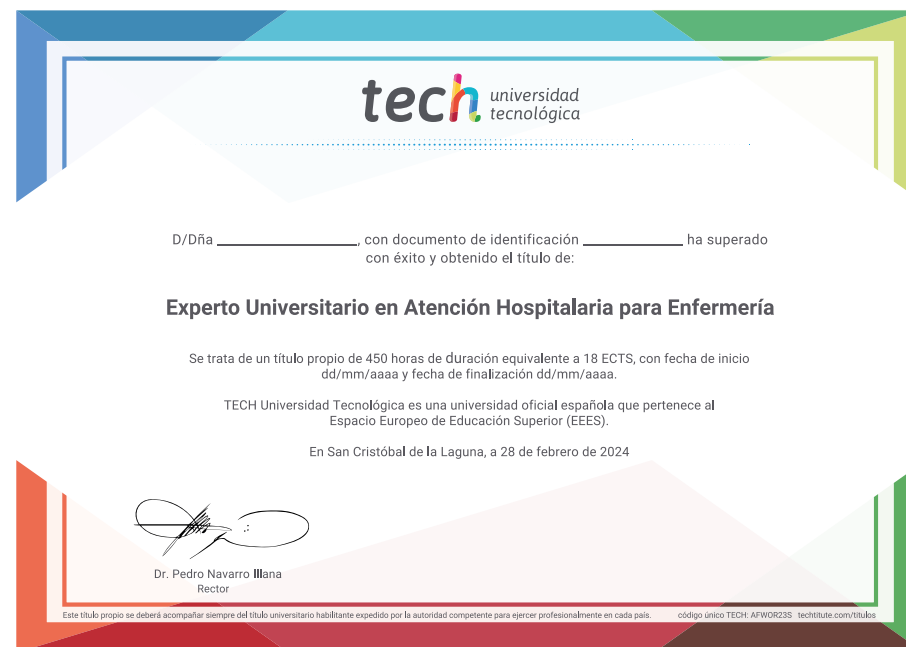 tech universidad
tecnológica
D/Dña ____________________, con documento de identificación ______________ ha superado
con éxito y obtenido el título de:
Experto Universitario en Atención Hospitalaria para Enfermería
Se trata de un título propio de 450 horas de duración equivalente a 18 ECTS, con fecha de inicio
dd/mm/aaaa y fecha de finalización dd/mm/aaaa.
TECH Universidad Tecnológica es una universidad oficial española que pertenece al
Espacio Europeo de Educación Superior (EEES).
En San Cristóbal de la Laguna, a 28 de febrero de 2024
Dr. Pedro Navarro Illana
Rector
Este título propio se deberá acompañar siempre del título universitario habilitante expedido por la autoridad competente para ejercer profesionalmente en cada país. código único TECH: AFWOR23S techtitute.com/titulos